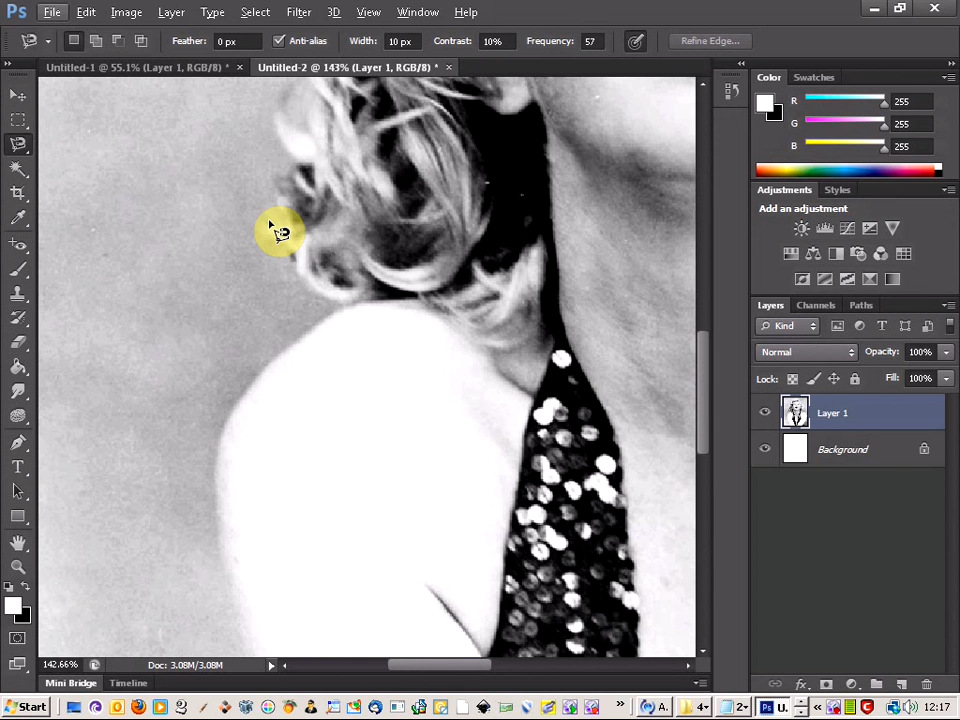 Ps File Edit Image Layer Type Select Filter 3D View Window Help
Feather: 0 px Anti-alias Width: 10 px Contrast: 10% Frequency: 57 Refine Edge...
Untitled-1 @ 55.1% (Layer 1, RGB/8) * × Untitled-2 @ 143% (Layer 1, RGB/8) * ×
Color Swatches
R 255
G 255
B 255
Adjustments Styles
Add an adjustment
Layers Channels Paths
Kind
Normal Opacity: 100%
Lock: Fill: 100%
Layer 1
Background
142.66% Doc: 3.08M/3.08M
Mini Bridge Timeline
Start A. 4 2 Ps U. 12:17